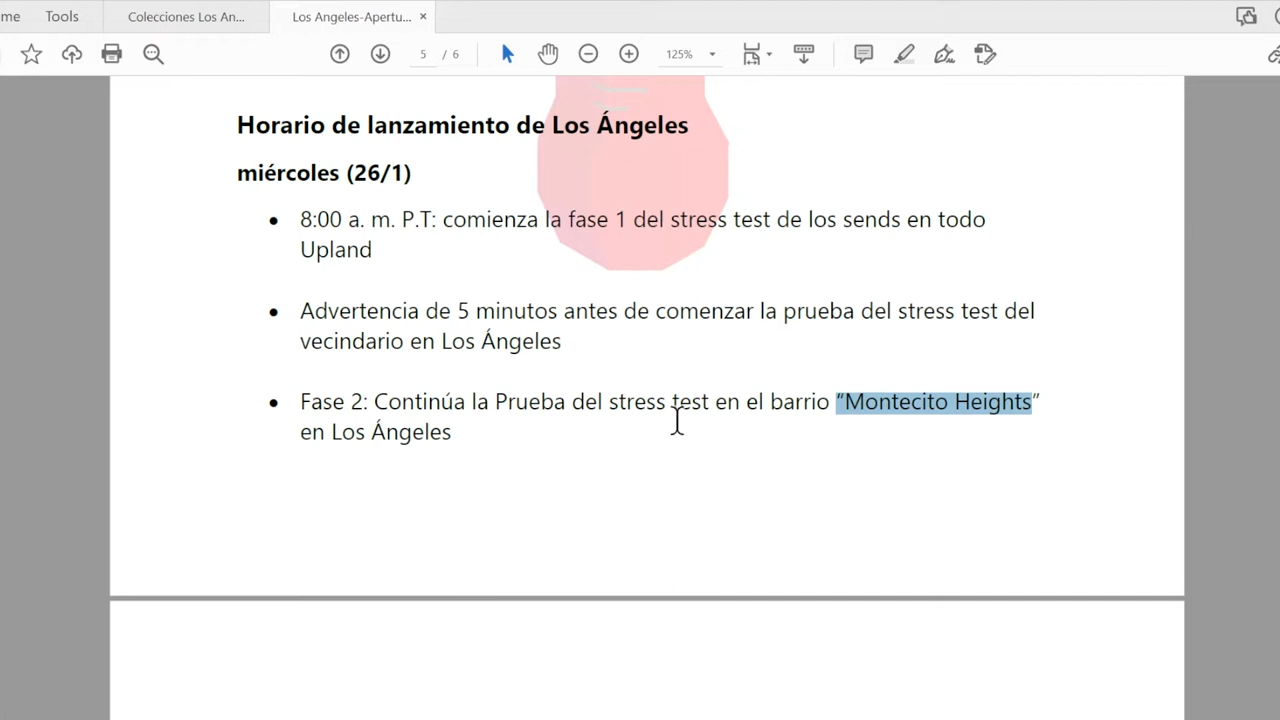 me Tools Colecciones Los An... Los Angeles-Apertu... ×
5 / 6 125%
Horario de lanzamiento de Los Ángeles
miércoles (26/1)
• 8:00 a. m. P.T: comienza la fase 1 del stress test de los sends en todo
Upland
• Advertencia de 5 minutos antes de comenzar la prueba del stress test del
vecindario en Los Ángeles
• Fase 2: Continúa la Prueba del stress test en el barrio “Montecito Heights”
en Los Ángeles